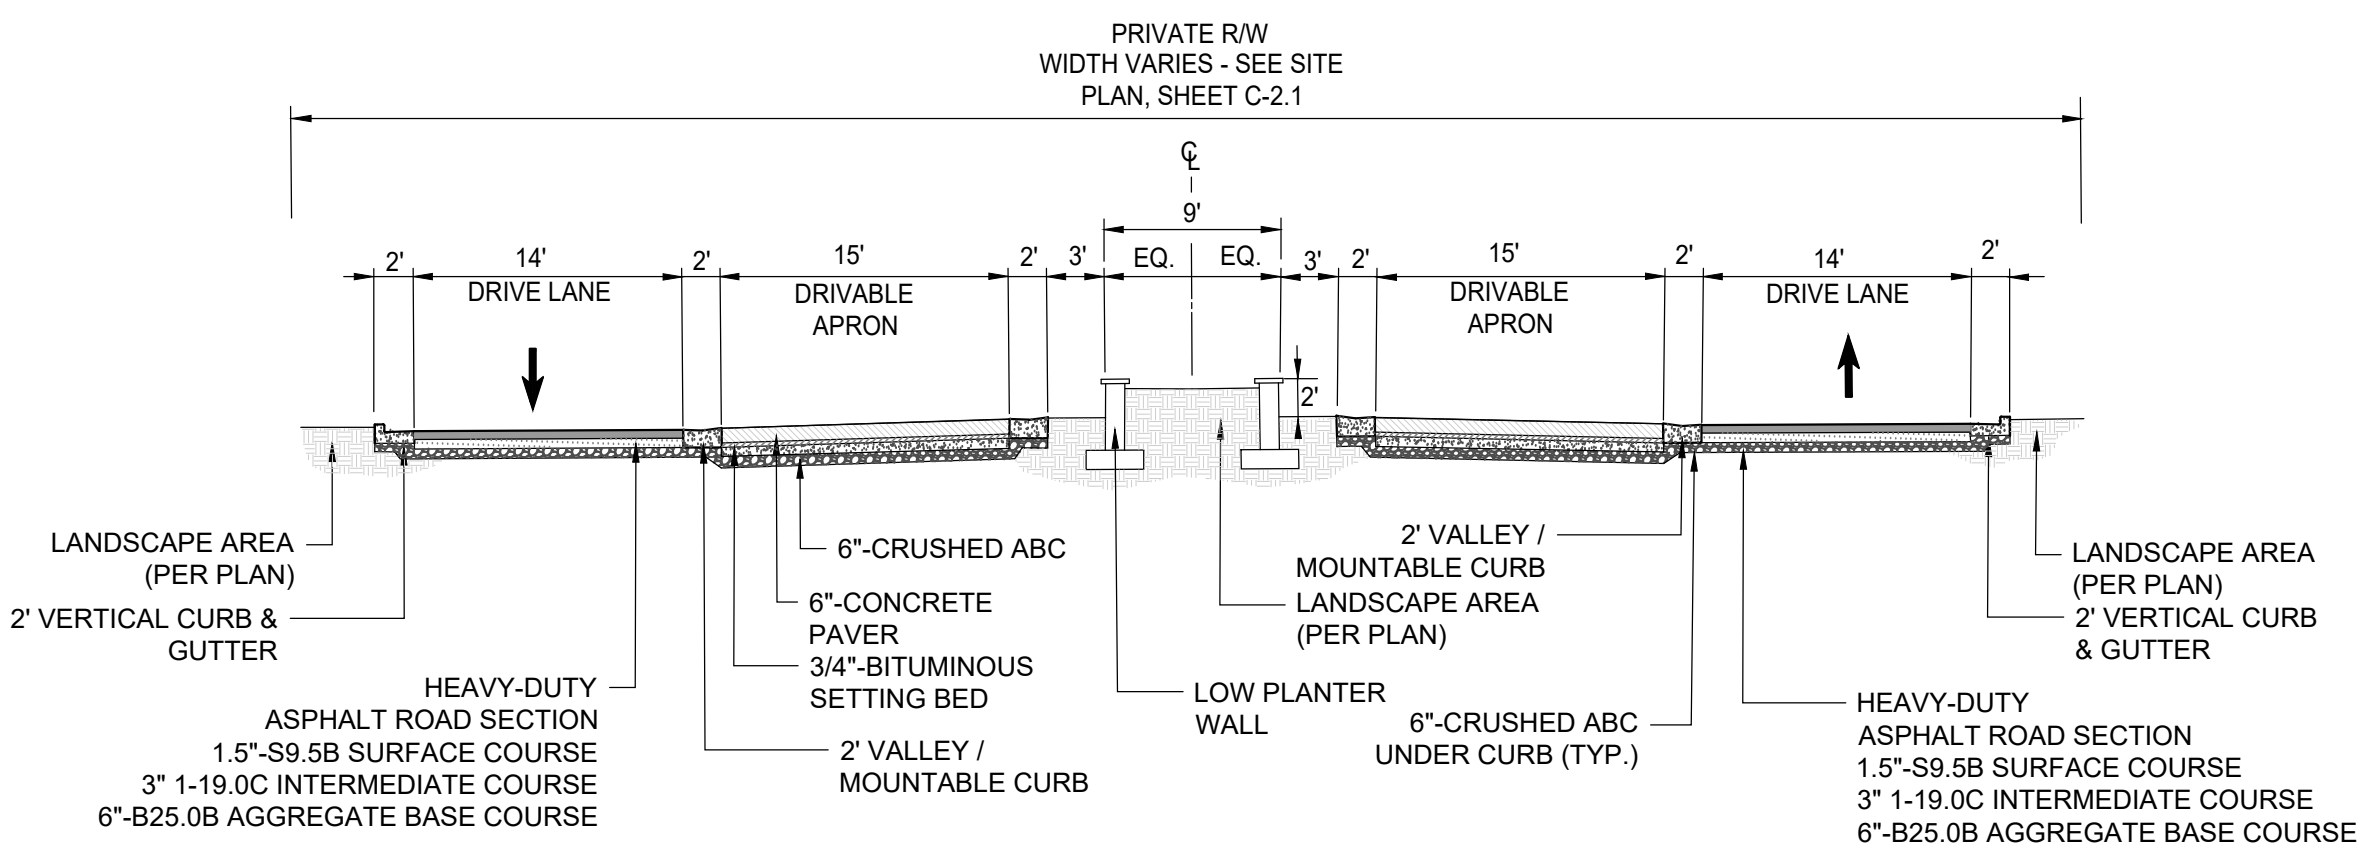 PRIVATE R/W
WIDTH VARIES - SEE SITE
PLAN, SHEET C-2.1
℄
9'
2'
14'
2'
15'
2'
3'
EQ.
EQ.
3'
2'
15'
2'
14'
2'
DRIVE LANE
DRIVABLE
APRON
DRIVABLE
APRON
DRIVE LANE
2'
LANDSCAPE AREA
(PER PLAN)
2' VERTICAL CURB &
GUTTER
HEAVY-DUTY
ASPHALT ROAD SECTION
1.5"-S9.5B SURFACE COURSE
3" 1-19.0C INTERMEDIATE COURSE
6"-B25.0B AGGREGATE BASE COURSE
6"-CRUSHED ABC
6"-CONCRETE
PAVER
3/4"-BITUMINOUS
SETTING BED
2' VALLEY /
MOUNTABLE CURB
LOW PLANTER
WALL
2' VALLEY /
MOUNTABLE CURB
LANDSCAPE AREA
(PER PLAN)
6"-CRUSHED ABC
UNDER CURB (TYP.)
LANDSCAPE AREA
(PER PLAN)
2' VERTICAL CURB
& GUTTER
HEAVY-DUTY
ASPHALT ROAD SECTION
1.5"-S9.5B SURFACE COURSE
3" 1-19.0C INTERMEDIATE COURSE
6"-B25.0B AGGREGATE BASE COURSE